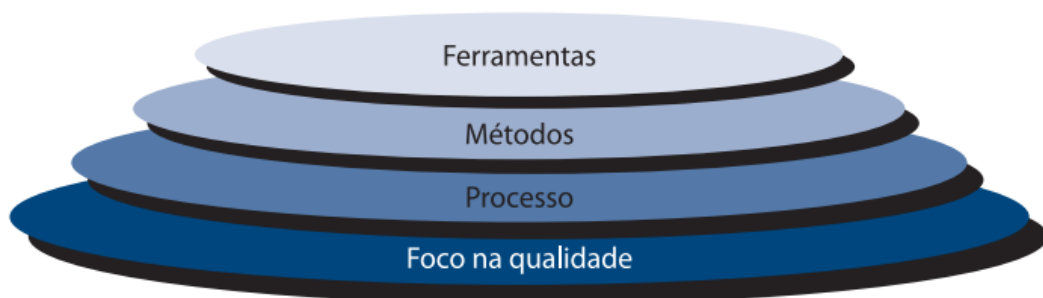 Ferramentas
Métodos
Processo
Foco na qualidade